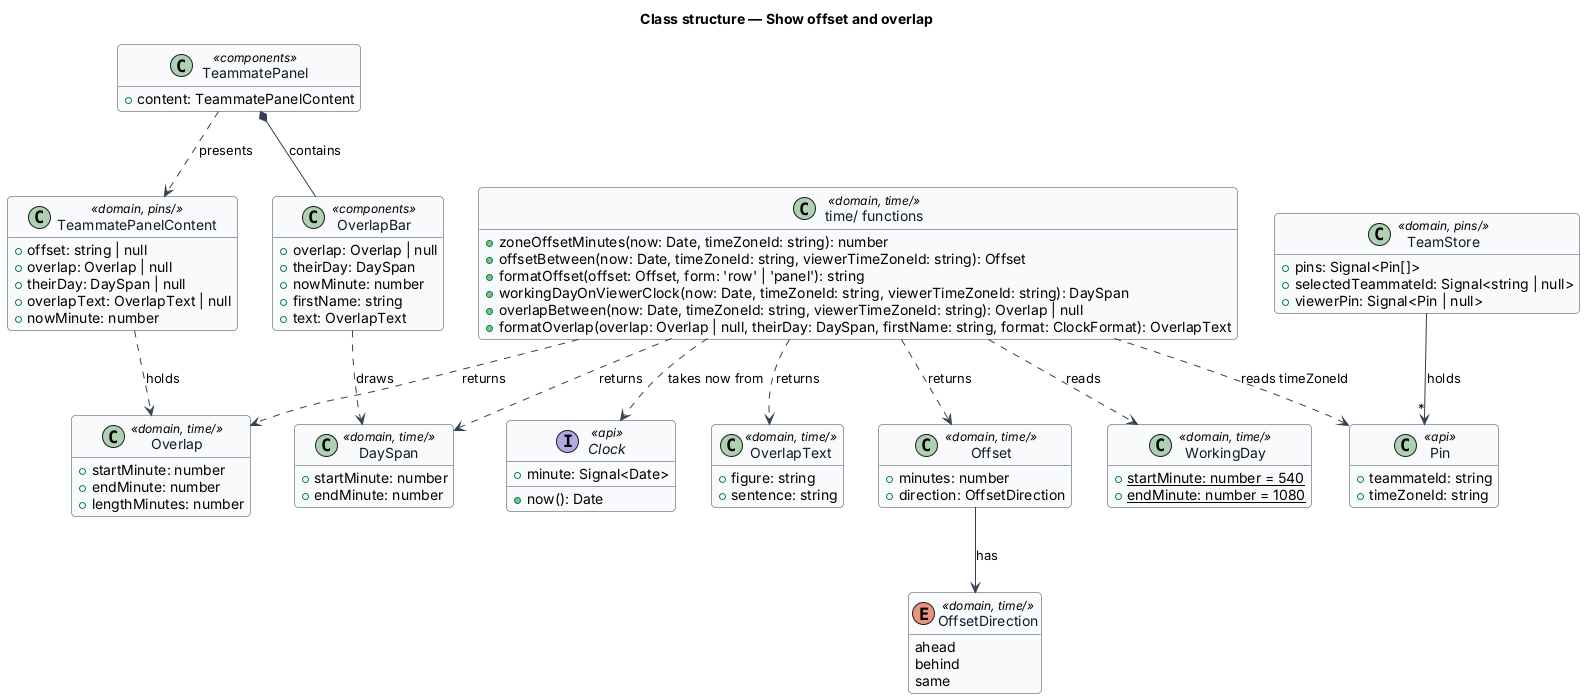 Class structure — Show offset and overlap
«components»
C
TeammatePanel
content: TeammatePanelContent
presents
contains
«domain, pins/»
C
TeammatePanelContent
offset: string | null
overlap: Overlap | null
theirDay: DaySpan | null
overlapText: OverlapText | null
nowMinute: number
«components»
C
OverlapBar
overlap: Overlap | null
theirDay: DaySpan
nowMinute: number
firstName: string
text: OverlapText
«domain, time/»
C
time/ functions
zoneOffsetMinutes(now: Date, timeZoneId: string): number
offsetBetween(now: Date, timeZoneId: string, viewerTimeZoneId: string): Offset
formatOffset(offset: Offset, form: 'row' | 'panel'): string
workingDayOnViewerClock(now: Date, timeZoneId: string, viewerTimeZoneId: string): DaySpan
overlapBetween(now: Date, timeZoneId: string, viewerTimeZoneId: string): Overlap | null
formatOverlap(overlap: Overlap | null, theirDay: DaySpan, firstName: string, format: ClockFormat): OverlapText
«domain, pins/»
C
TeamStore
pins: Signal<Pin[]>
selectedTeammateId: Signal<string | null>
viewerPin: Signal<Pin | null>
holds
draws
returns
returns
takes now from
returns
returns
reads
reads timeZoneId
holds
*
«domain, time/»
C
Overlap
startMinute: number
endMinute: number
lengthMinutes: number
«domain, time/»
C
DaySpan
startMinute: number
endMinute: number
«api»
I
Clock
minute: Signal<Date>
now(): Date
«domain, time/»
C
OverlapText
figure: string
sentence: string
«domain, time/»
C
Offset
minutes: number
direction: OffsetDirection
«domain, time/»
C
WorkingDay
startMinute: number = 540
endMinute: number = 1080
«api»
C
Pin
teammateId: string
timeZoneId: string
has
«domain, time/»
E
OffsetDirection
ahead
behind
same